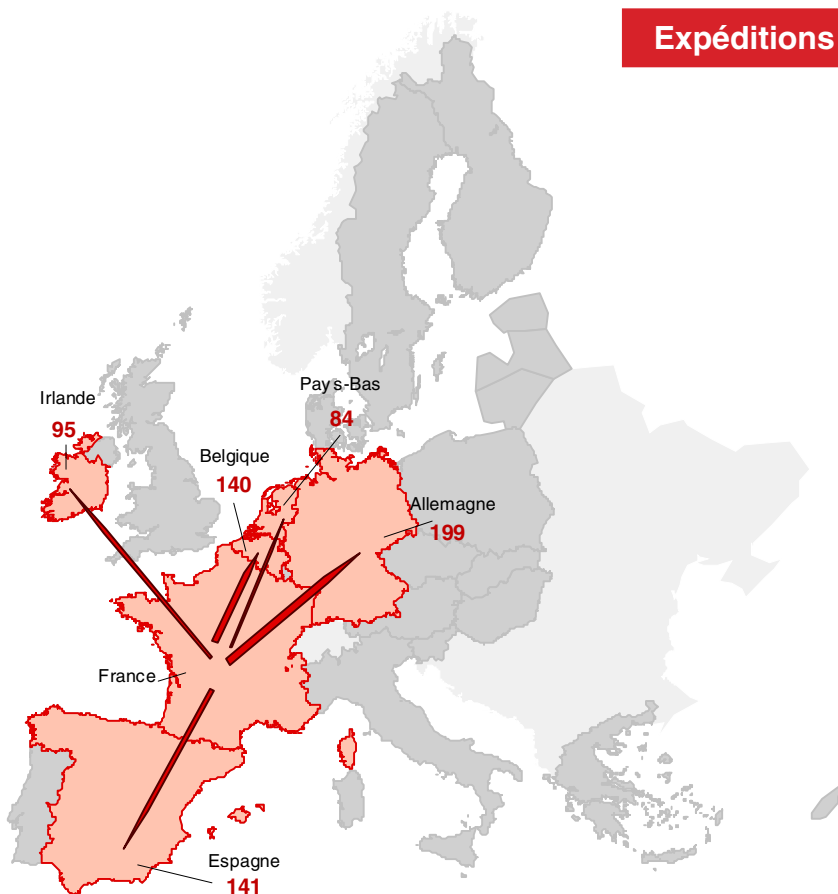 Expéditions
Pays-Bas
84
Irlande
95
Belgique
140
Allemagne
199
France
Espagne
141